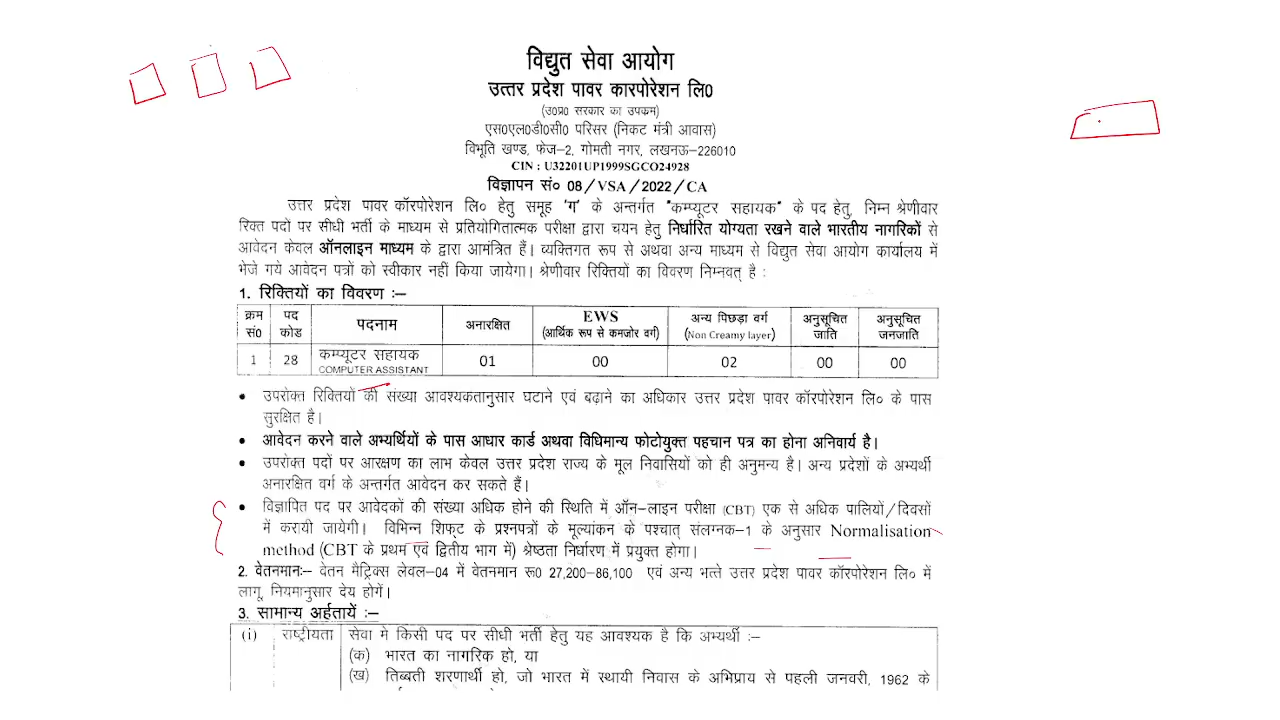 विद्युत सेवा आयोग
उत्तर प्रदेश पावर कारपोरेशन लि0
(उ0प्र0 सरकार का उपकम)
एस0एल0डी0सी0 परिसर (निकट मंत्री आवास)
विभूति खण्ड, फेज–2, गोमती नगर, लखनऊ–226010
CIN : U32201UP1999SGCO24928
विज्ञापन सं० 08/VSA/2022/CA
उत्तर प्रदेश पावर कॉरपोरेशन लि० हेतु समूह 'ग' के अन्तर्गत "कम्प्यूटर सहायक" के पद हेतु, निम्न श्रेणीवार
रिक्त पदों पर सीधी भर्ती के माध्यम से प्रतियोगितात्मक परीक्षा द्वारा चयन हेतु निर्धारित योग्यता रखने वाले भारतीय नागरिकों से
आवेदन केवल ऑनलाइन माध्यम के द्वारा आमंत्रित हैं। व्यक्तिगत रूप से अथवा अन्य माध्यम से विद्युत सेवा आयोग कार्यालय में
भेजे गये आवेदन पत्रों को स्वीकार नहीं किया जायेगा। श्रेणीवार रिक्तियों का विवरण निम्नवत् है :
1. रिक्तियों का विवरण :–
क्रम सं0 पद कोड पदनाम अनारक्षित EWS (आर्थिक रूप से कमजोर वर्ग) अन्य पिछड़ा वर्ग (Non Creamy layer) अनुसूचित जाति अनुसूचित जनजाति
1 28 कम्प्यूटर सहायक COMPUTER ASSISTANT 01 00 02 00 00
• उपरोक्त रिक्तियों की संख्या आवश्यकतानुसार घटाने एवं बढ़ाने का अधिकार उत्तर प्रदेश पावर कॉरपोरेशन लि० के पास
सुरक्षित है।
• आवेदन करने वाले अभ्यर्थियों के पास आधार कार्ड अथवा विधिमान्य फोटोयुक्त पहचान पत्र का होना अनिवार्य है।
• उपरोक्त पदों पर आरक्षण का लाभ केवल उत्तर प्रदेश राज्य के मूल निवासियों को ही अनुमन्य है। अन्य प्रदेशों के अभ्यर्थी
अनारक्षित वर्ग के अन्तर्गत आवेदन कर सकते हैं।
• विज्ञापित पद पर आवेदकों की संख्या अधिक होने की स्थिति में ऑन–लाइन परीक्षा (CBT) एक से अधिक पालियों/दिवसों
में करायी जायेगी। विभिन्न शिफ्ट के प्रश्नपत्रों के मूल्यांकन के पश्चात् संलग्नक–1 के अनुसार Normalisation
method (CBT के प्रथम एवं द्वितीय भाग में) श्रेष्ठता निर्धारण में प्रयुक्त होगा।
2. वेतनमानः– वेतन मैट्रिक्स लेवल–04 में वेतनमान रू0 27,200–86,100 एवं अन्य भत्ते उत्तर प्रदेश पावर कॉरपोरेशन लि० में
लागू, नियमानुसार देय होगें।
3. सामान्य अर्हतायें :–
(i) राष्ट्रीयता सेवा मे किसी पद पर सीधी भर्ती हेतु यह आवश्यक है कि अभ्यर्थी :–
(क) भारत का नागरिक हो, या
(ख) तिब्बती शरणार्थी हो, जो भारत में स्थायी निवास के अभिप्राय से पहली जनवरी, 1962 के